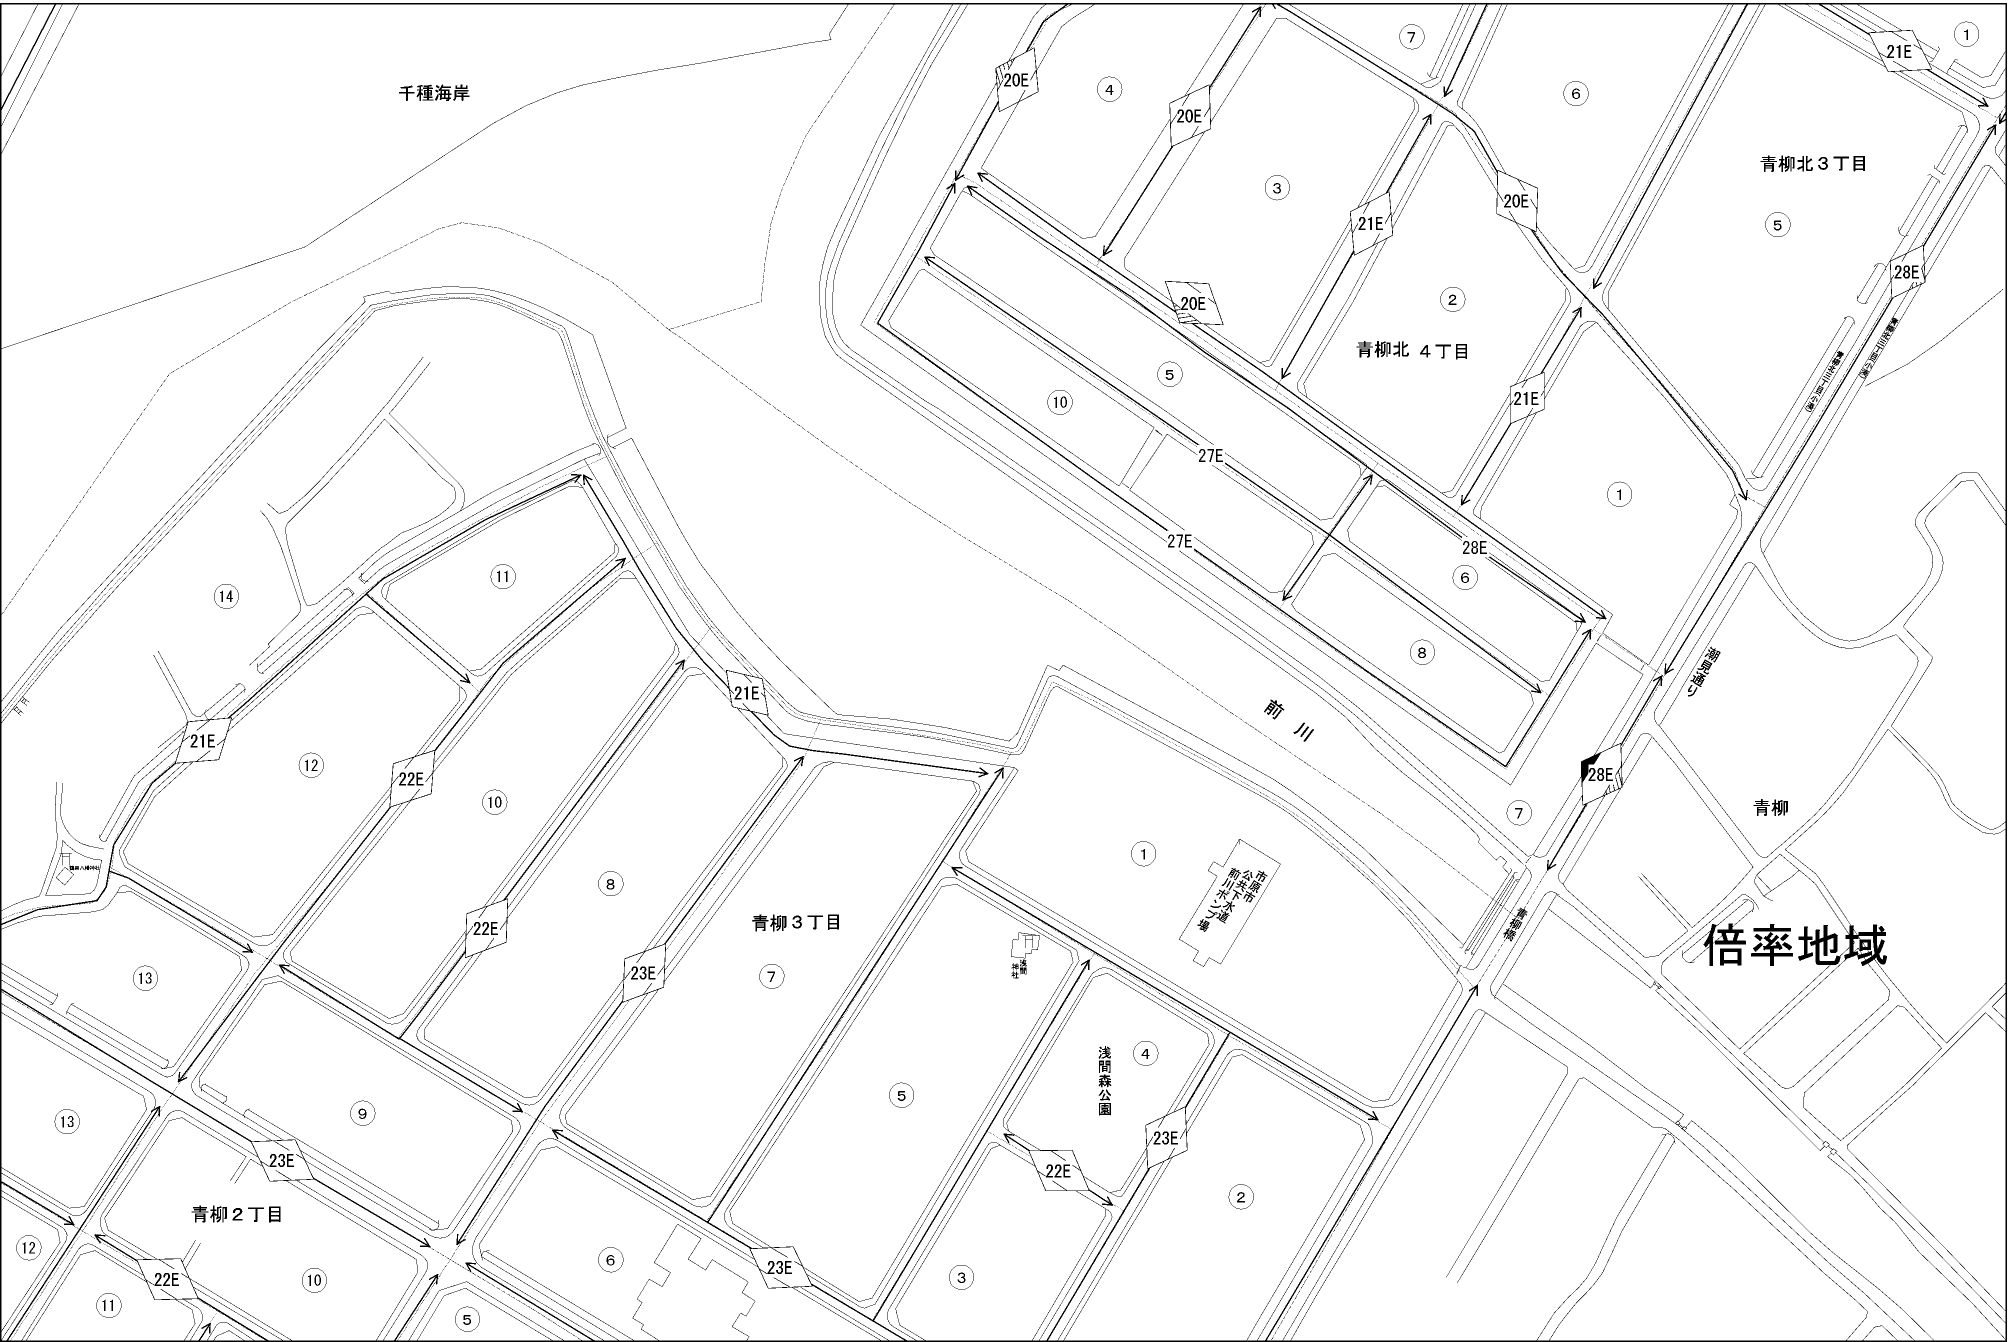 ⑦
①
21E
千種海岸
20E
④
⑥
20E
青柳北3丁目
③
20E
⑤
21E
28E
②
20E
青柳北 4丁目
⑤
21E
⑩
27E
①
27E
28E
⑥
⑪
⑭
⑧
潮見通り
21E
前川
21E
⑫
22E
28E
⑩
⑦
青柳
①
市原市
公共下水道
前川ポンプ場
⑧
22E
青柳3丁目
青柳橋
倍率地域
浅間
神社
⑬
23E
⑦
④
浅間森公園
⑤
⑨
⑬
23E
23E
22E
②
青柳2丁目
⑫
⑥
23E
③
22E
⑩
⑪
⑤